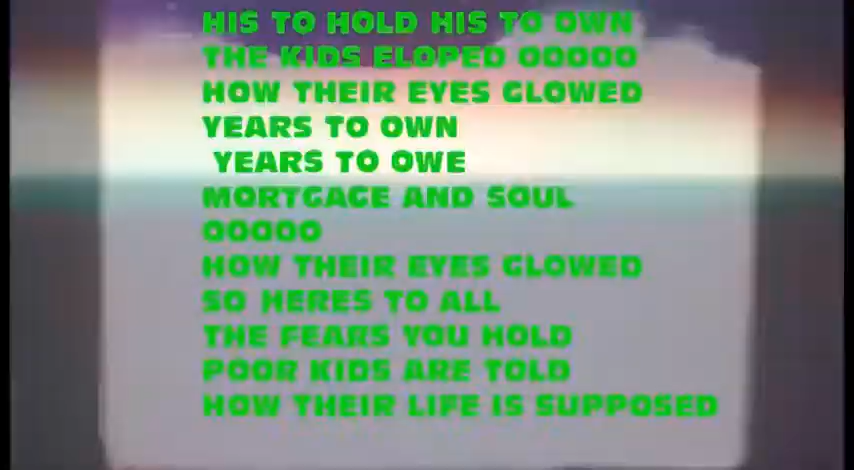 HIS TO HOLD HIS TO OWN
THE KIDS ELOPED OOOOO
HOW THEIR EYES GLOWED
YEARS TO OWN
YEARS TO OWE
MORTGAGE AND SOUL
OOOOO
HOW THEIR EYES GLOWED
SO HERES TO ALL
THE FEARS YOU HOLD
POOR KIDS ARE TOLD
HOW THEIR LIFE IS SUPPOSED